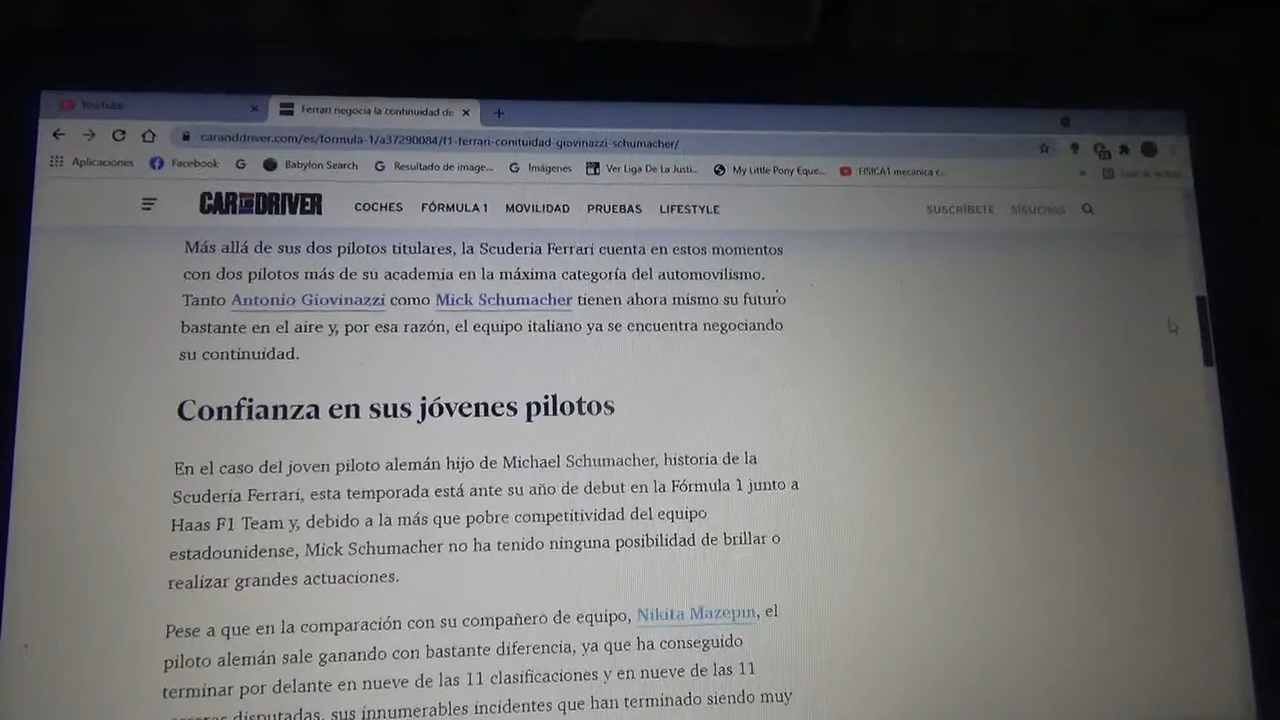 YouTube
Ferrari negocia la continuidad de
caranddriver.com/es/formula-1/a37290084/f1-ferrari-conituidad-giovinazzi-schumacher/
Aplicaciones Facebook Babylon Search Resultado de image... Imágenes Ver Liga De La Justi... My Little Pony Eque... FISICA1 mecanica c...
CAR AND DRIVER COCHES FÓRMULA 1 MOVILIDAD PRUEBAS LIFESTYLE SUSCRÍBETE SÍGUENOS
Más allá de sus dos pilotos titulares, la Scuderia Ferrari cuenta en estos momentos
con dos pilotos más de su academia en la máxima categoría del automovilismo.
Tanto Antonio Giovinazzi como Mick Schumacher tienen ahora mismo su futuro
bastante en el aire y, por esa razón, el equipo italiano ya se encuentra negociando
su continuidad.
Confianza en sus jóvenes pilotos
En el caso del joven piloto alemán hijo de Michael Schumacher, historia de la
Scuderia Ferrari, esta temporada está ante su año de debut en la Fórmula 1 junto a
Haas F1 Team y, debido a la más que pobre competitividad del equipo
estadounidense, Mick Schumacher no ha tenido ninguna posibilidad de brillar o
realizar grandes actuaciones.
Pese a que en la comparación con su compañero de equipo, Nikita Mazepin, el
piloto alemán sale ganando con bastante diferencia, ya que ha conseguido
terminar por delante en nueve de las 11 clasificaciones y en nueve de las 11
disputadas, sus innumerables incidentes que han terminado siendo muy